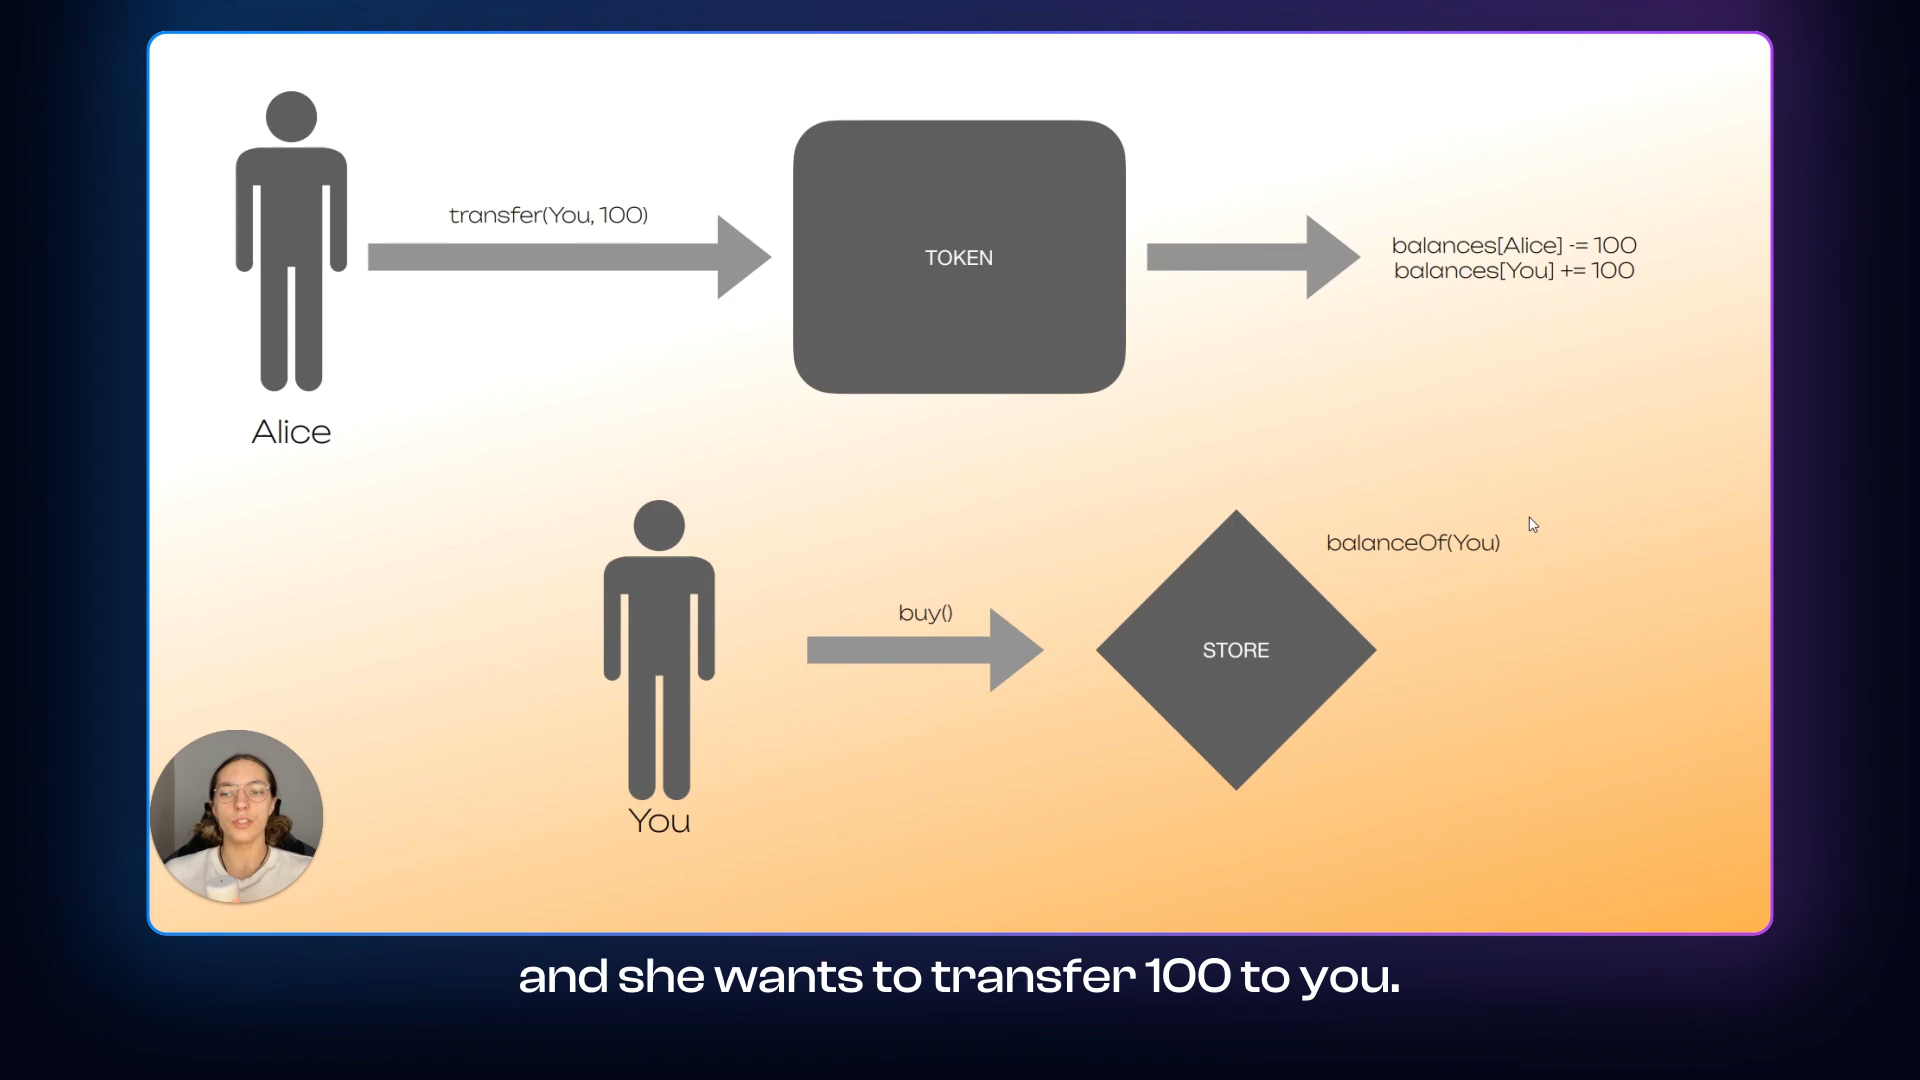 transfer(You, 100)
TOKEN
balances[Alice] -= 100
balances[You] += 100
Alice
balanceOf(You)
buy()
STORE
You
and she wants to transfer 100 to you.